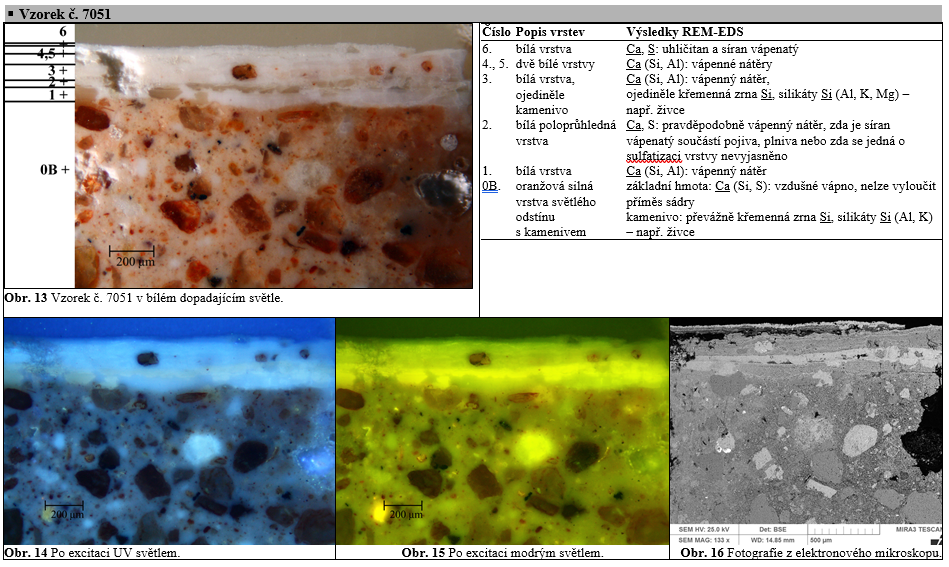 ▪ Vzorek č. 7051
6
+
4,5 +
3 +
2 +
1 +
0B +
200 µm
Obr. 13 Vzorek č. 7051 v bílém dopadajícím světle.
Číslo Popis vrstev Výsledky REM-EDS
6. bílá vrstva Ca, S: uhličitan a síran vápenatý
4., 5. dvě bílé vrstvy Ca (Si, Al): vápenné nátěry
3. bílá vrstva, Ca (Si, Al): vápenný nátěr,
ojediněle ojediněle křemenná zrna Si, silikáty Si (Al, K, Mg) –
kamenivo např. živce
2. bílá poloprůhledná Ca, S: pravděpodobně vápenný nátěr, zda je síran
vrstva vápenatý součástí pojiva, plniva nebo zda se jedná o
sulfatizaci vrstvy nevyjasněno
1. bílá vrstva Ca (Si, Al): vápenný nátěr
0B. oranžová silná základní hmota: Ca (Si, S): vzdušné vápno, nelze vyloučit
vrstva světlého příměs sádry
odstínu kamenivo: převážně křemenná zrna Si, silikáty Si (Al, K)
s kamenivem – např. živce
200 µm
Obr. 14 Po excitaci UV světlem.
200 µm
Obr. 15 Po excitaci modrým světlem.
SEM HV: 25.0 kV Det: BSE MIRA3 TESCAN
SEM MAG: 133 x WD: 14.85 mm 500 µm
Obr. 16 Fotografie z elektronového mikroskopu.